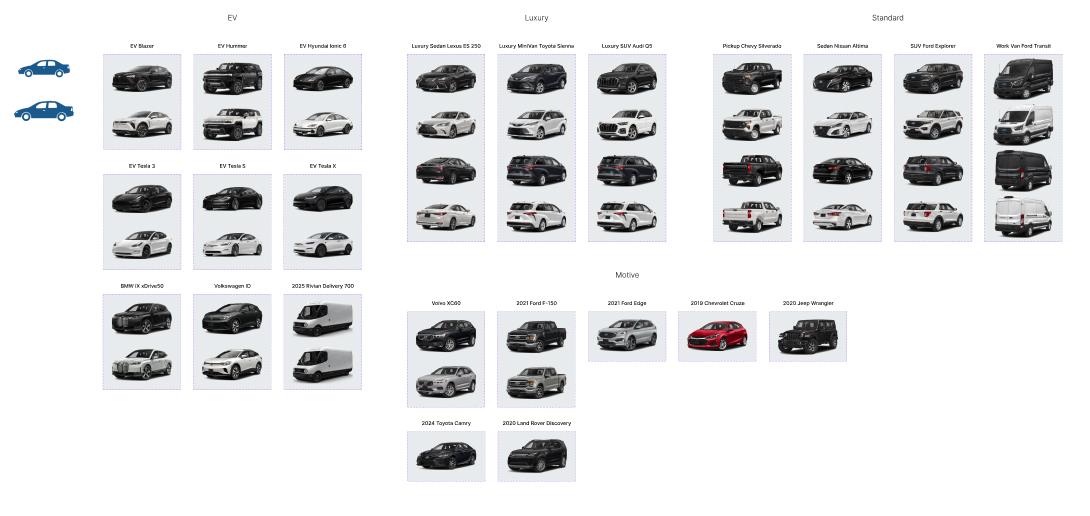 EV
Luxury
Standard
EV Blazer
EV Hummer
EV Hyundai Ionic 6
Luxury Sedan Lexus ES 250
Luxury MiniVan Toyota Sienna
Luxury SUV Audi Q5
Pickup Chevy Silverado
Sedan Nissan Altima
SUV Ford Explorer
Work Van Ford Transit
EV Tesla 3
EV Tesla S
EV Tesla X
Motive
BMW iX xDrive50
Volkswagen ID
2025 Rivian Delivery 700
Volvo XC60
2021 Ford F-150
2021 Ford Edge
2019 Chevrolet Cruze
2020 Jeep Wrangler
2024 Toyota Camry
2020 Land Rover Discovery